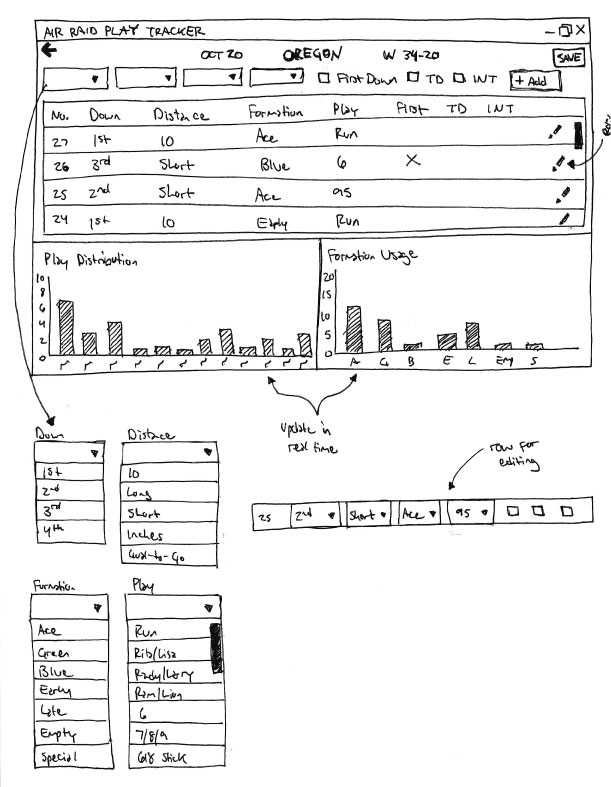 AIR RAID PLAY TRACKER
OCT 20 OREGON W 34-20 SAVE
First Down TD INT + Add
No. Down Distance Formation Play First TD INT
27 1st 10 Ace Run
26 3rd Short Blue 6 X
25 2nd Short Ace 95
24 1st 10 Empty Run
Play Distribution
10
8
6
4
2
0
Formation Usage
20
15
10
5
0
A G B E L EM S
update in
real time
Down
1st
2nd
3rd
4th
Distance
10
Long
Short
Inches
Goal-to-Go
row for
editing
25 2nd Short Ace 95
Formation
Ace
Green
Blue
Early
Late
Empty
Special
Play
Run
Rib/Lisa
Randy/Larry
Ram/Lion
6
7/8/9
618 Stick